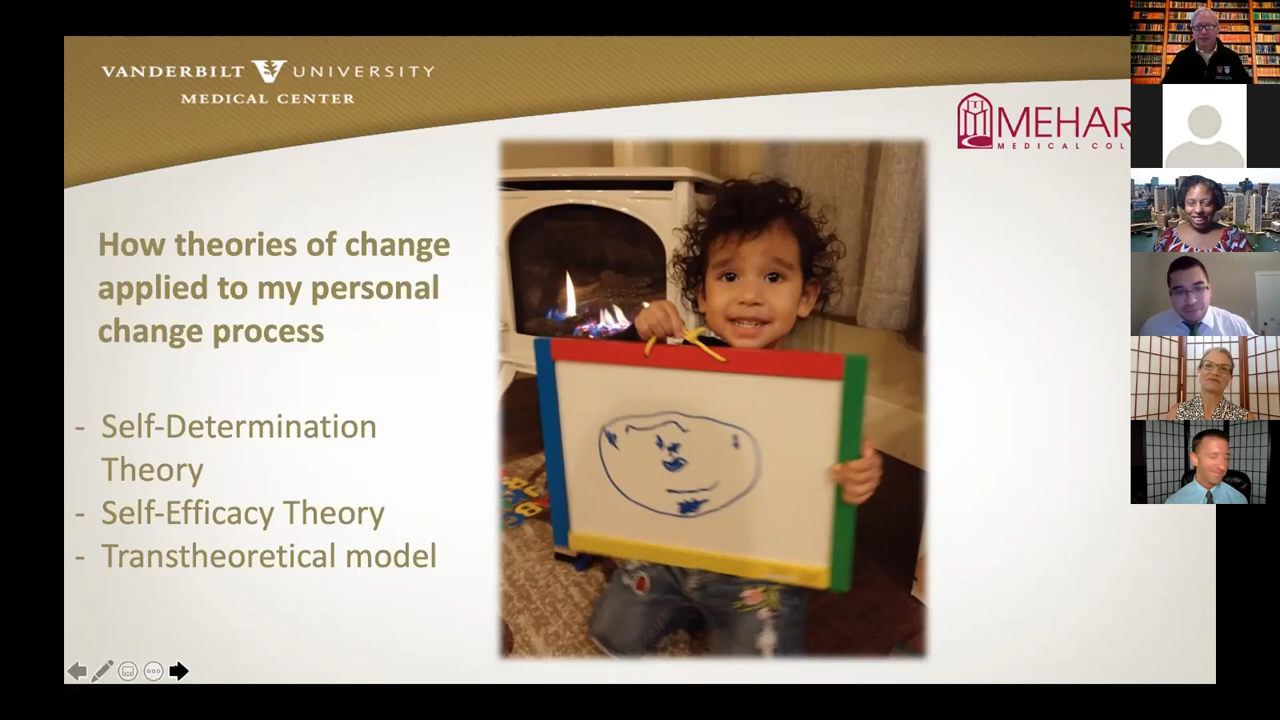 VANDERBILT UNIVERSITY
MEDICAL CENTER
MEHAR
MEDICAL COL
How theories of change
applied to my personal
change process
- Self-Determination
Theory
- Self-Efficacy Theory
- Transtheoretical model